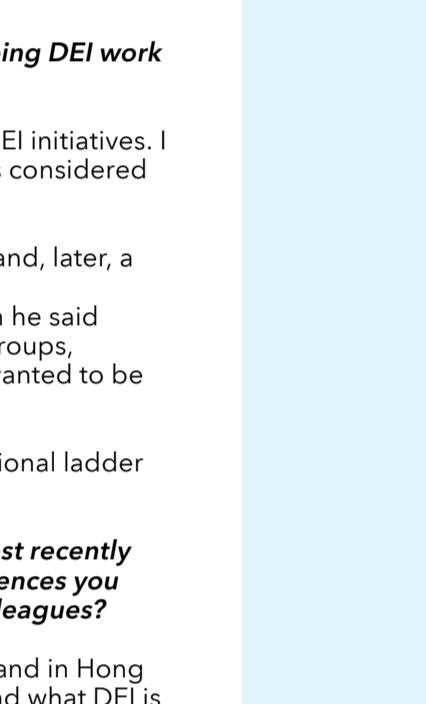 ing DEI work
EI initiatives. I
considered
and, later, a
he said
roups,
anted to be
ional ladder
st recently
ences you
leagues?
and in Hong
d what DEI is